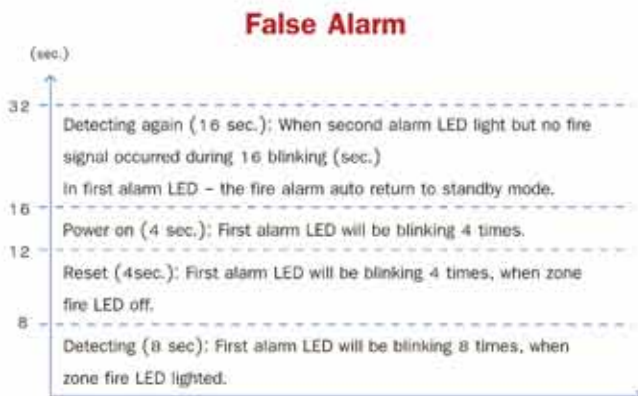 False Alarm
(sec.)
32
Detecting again (16 sec.): When second alarm LED light but no fire
signal occurred during 16 blinking (sec.)
In first alarm LED – the fire alarm auto return to standby mode.
16
Power on (4 sec.): First alarm LED will be blinking 4 times.
12
Reset (4sec.): First alarm LED will be blinking 4 times, when zone
fire LED off.
8
Detecting (8 sec): First alarm LED will be blinking 8 times, when
zone fire LED lighted.